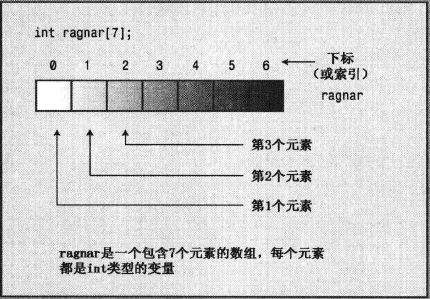 int ragnar[7];
0 1 2 3 4 5 6
下标
（或索引）
ragnar
第3个元素
第2个元素
第1个元素
ragnar是一个包含7个元素的数组，每个元素
都是int类型的变量